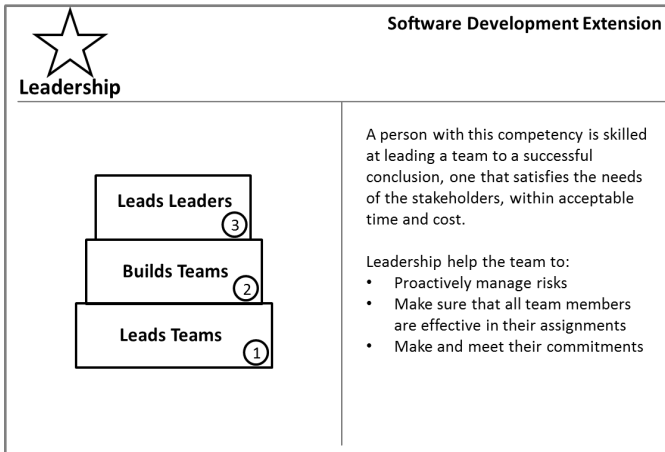 Software Development Extension
Leadership
Leads Leaders
3
Builds Teams
2
Leads Teams
1
A person with this competency is skilled
at leading a team to a successful
conclusion, one that satisfies the needs
of the stakeholders, within acceptable
time and cost.
Leadership help the team to:
• Proactively manage risks
• Make sure that all team members
are effective in their assignments
• Make and meet their commitments